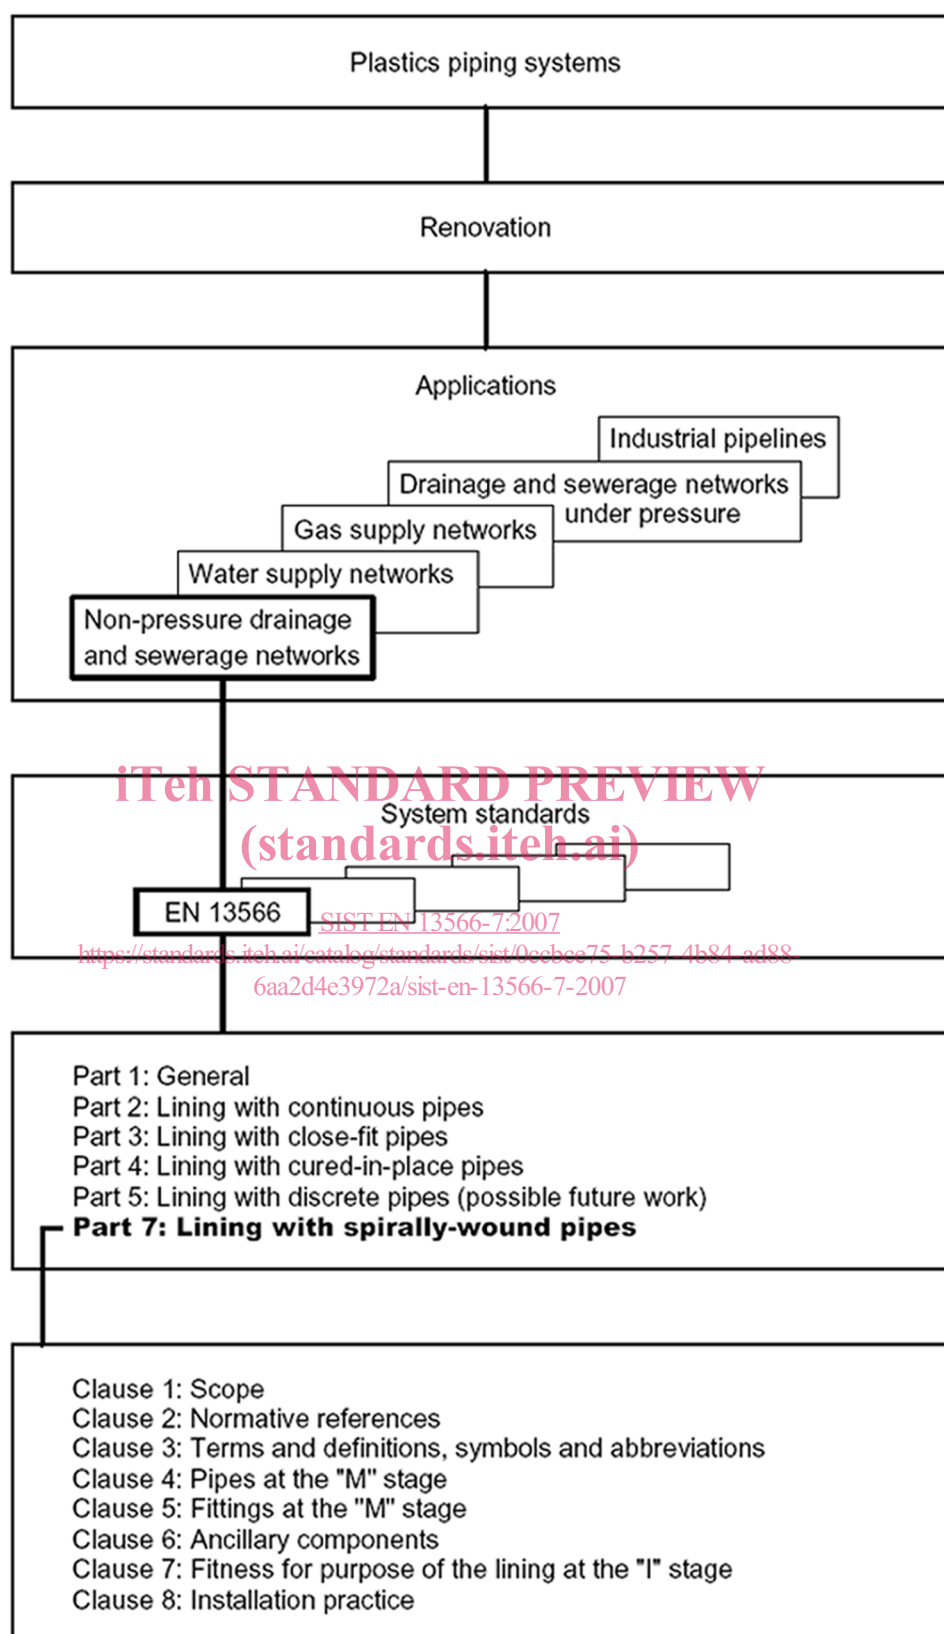 Plastics piping systems
Renovation
Applications
Industrial pipelines
Drainage and sewerage networks
under pressure
Gas supply networks
Water supply networks
Non-pressure drainage
and sewerage networks
iTeh STANDARD PREVIEW
System standards
(standards.iteh.ai)
EN 13566
SIST EN 13566-7:2007
https://standards.iteh.ai/catalog/standards/sist/0ccbce75-b257-4b84-ad88-
6aa2d4e3972a/sist-en-13566-7-2007
Part 1: General
Part 2: Lining with continuous pipes
Part 3: Lining with close-fit pipes
Part 4: Lining with cured-in-place pipes
Part 5: Lining with discrete pipes (possible future work)
Part 7: Lining with spirally-wound pipes
Clause 1: Scope
Clause 2: Normative references
Clause 3: Terms and definitions, symbols and abbreviations
Clause 4: Pipes at the "M" stage
Clause 5: Fittings at the "M" stage
Clause 6: Ancillary components
Clause 7: Fitness for purpose of the lining at the "I" stage
Clause 8: Installation practice